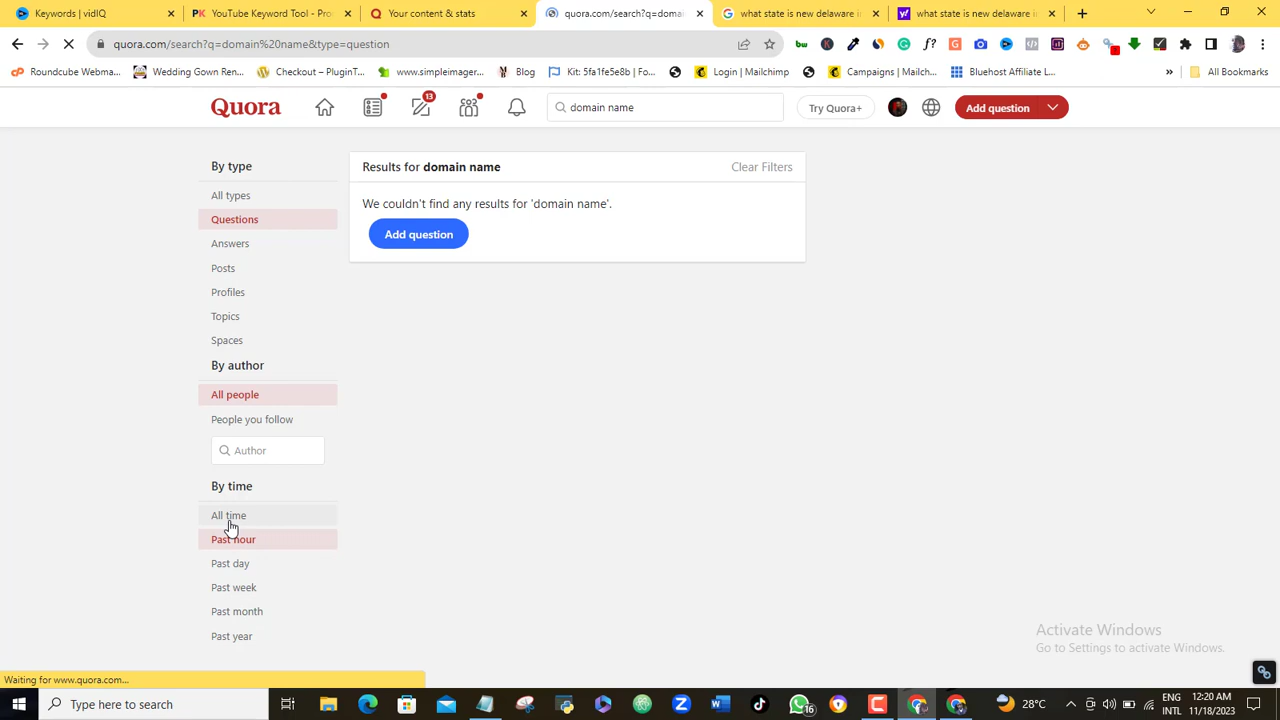 Keywords | vidIQ
YouTube Keyword Tool - Pro
Your content & stats
quora.com/search?q=domai
what state is new delaware i
what state is new delaware i
quora.com/search?q=domain%20name&type=question
Roundcube Webma...
Wedding Gown Ren...
Checkout – Plugin1...
www.simpleimager...
Blog
Kit: 5fa1fe5e8b | Fo...
Login | Mailchimp
Campaigns | Mailch...
Bluehost Affiliate L...
»
All Bookmarks
Quora
13
domain name
Try Quora+
Add question
By type
All types
Questions
Answers
Posts
Profiles
Topics
Spaces
By author
All people
People you follow
Author
By time
All time
Past hour
Past day
Past week
Past month
Past year
Results for domain name
Clear Filters
We couldn't find any results for 'domain name'.
Add question
Activate Windows
Go to Settings to activate Windows.
Waiting for www.quora.com...
Type here to search
16
28°C
ENG
INTL
12:20 AM
11/18/2023